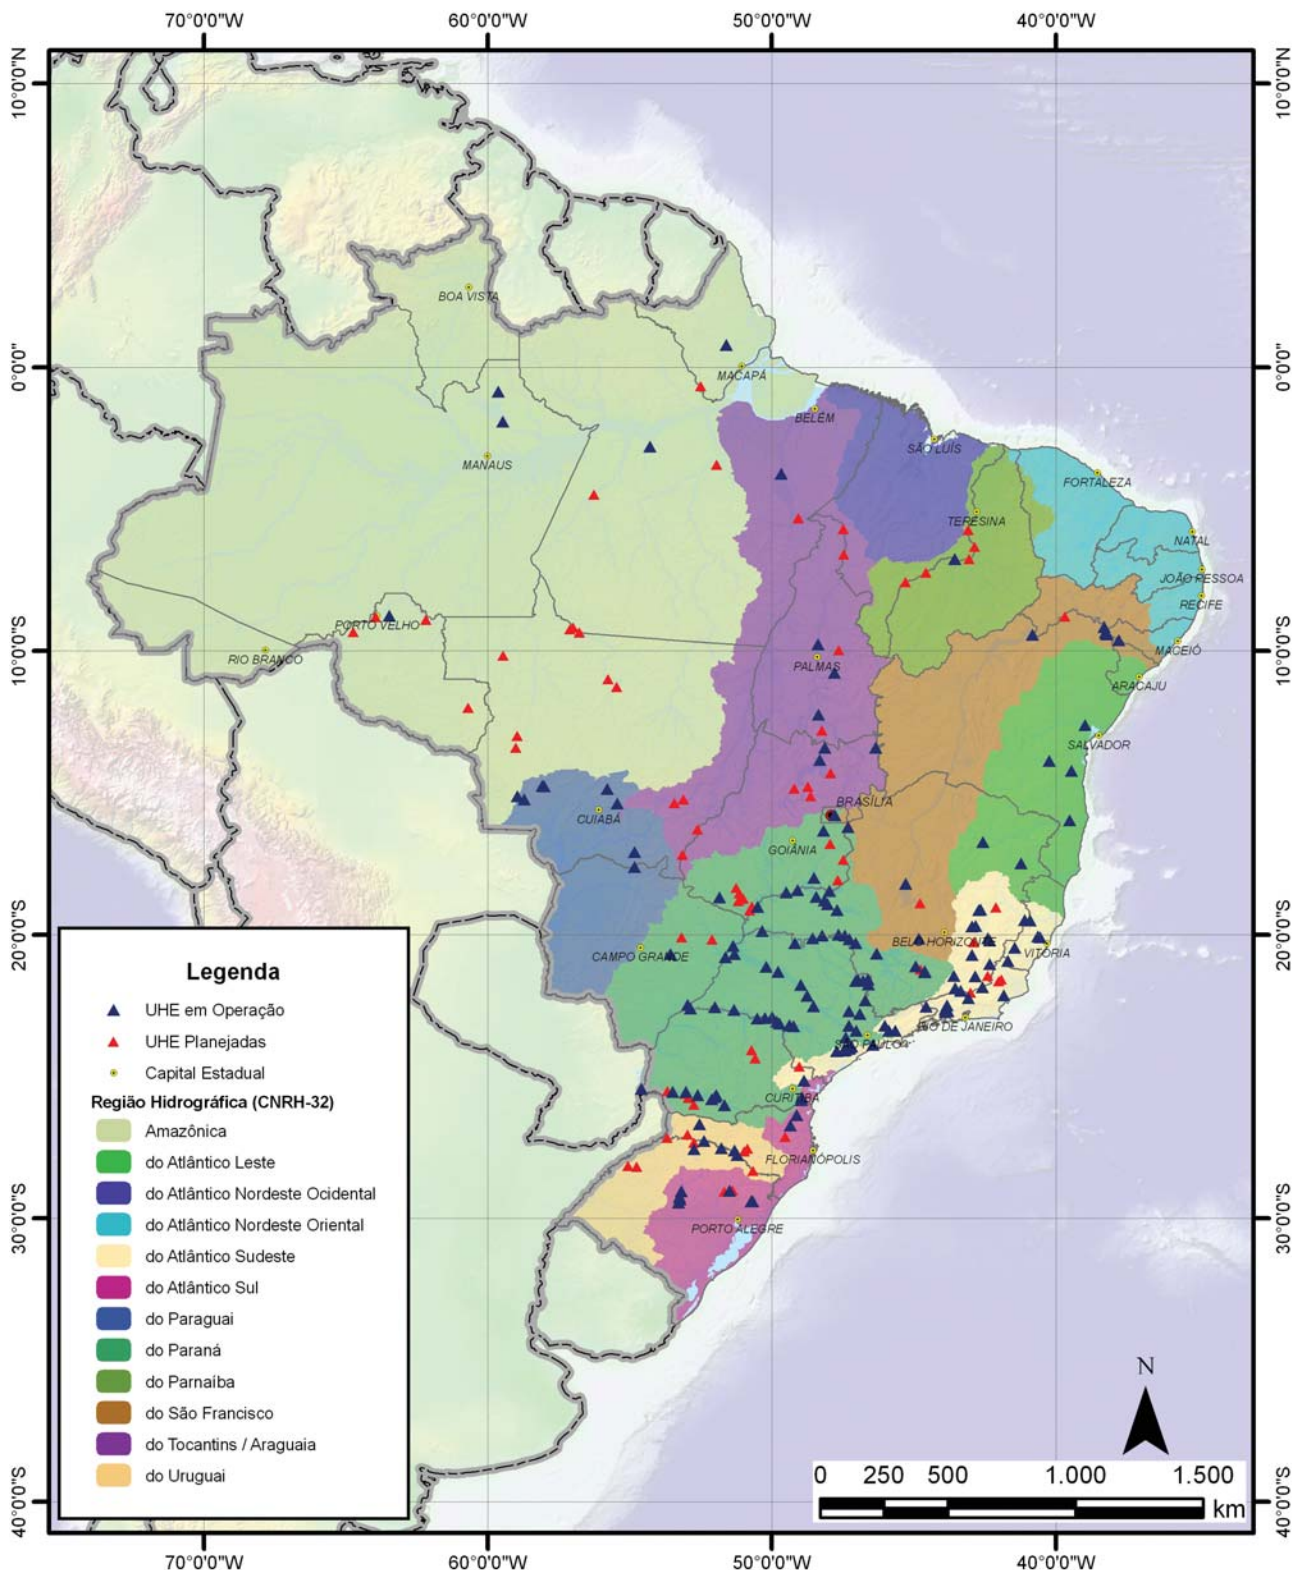 70°0'0"W 60°0'0"W 50°0'0"W 40°0'0"W
10°0'0"N 10°0'0"N
0°0'0" 0°0'0"
10°0'0"S 10°0'0"S
20°0'0"S 20°0'0"S
30°0'0"S 30°0'0"S
40°0'0"S 40°0'0"S
BOA VISTA
MACAPÁ
BELÉM
SÃO LUÍS
MANAUS
FORTALEZA
TERESINA
NATAL
JOÃO PESSOA
RECIFE
PORTO VELHO
MACEIÓ
RIO BRANCO
PALMAS
ARACAJU
SALVADOR
BRASÍLIA
CUIABÁ
GOIÂNIA
BELO HORIZONTE
VITÓRIA
CAMPO GRANDE
RIO DE JANEIRO
SÃO PAULO
CURITIBA
FLORIANÓPOLIS
PORTO ALEGRE
Legenda
UHE em Operação
UHE Planejadas
Capital Estadual
Região Hidrográfica (CNRH-32)
Amazônica
do Atlântico Leste
do Atlântico Nordeste Ocidental
do Atlântico Nordeste Oriental
do Atlântico Sudeste
do Atlântico Sul
do Paraguai
do Paraná
do Parnaíba
do São Francisco
do Tocantins / Araguaia
do Uruguai
N
0 250 500 1.000 1.500
km
70°0'0"W 60°0'0"W 50°0'0"W 40°0'0"W